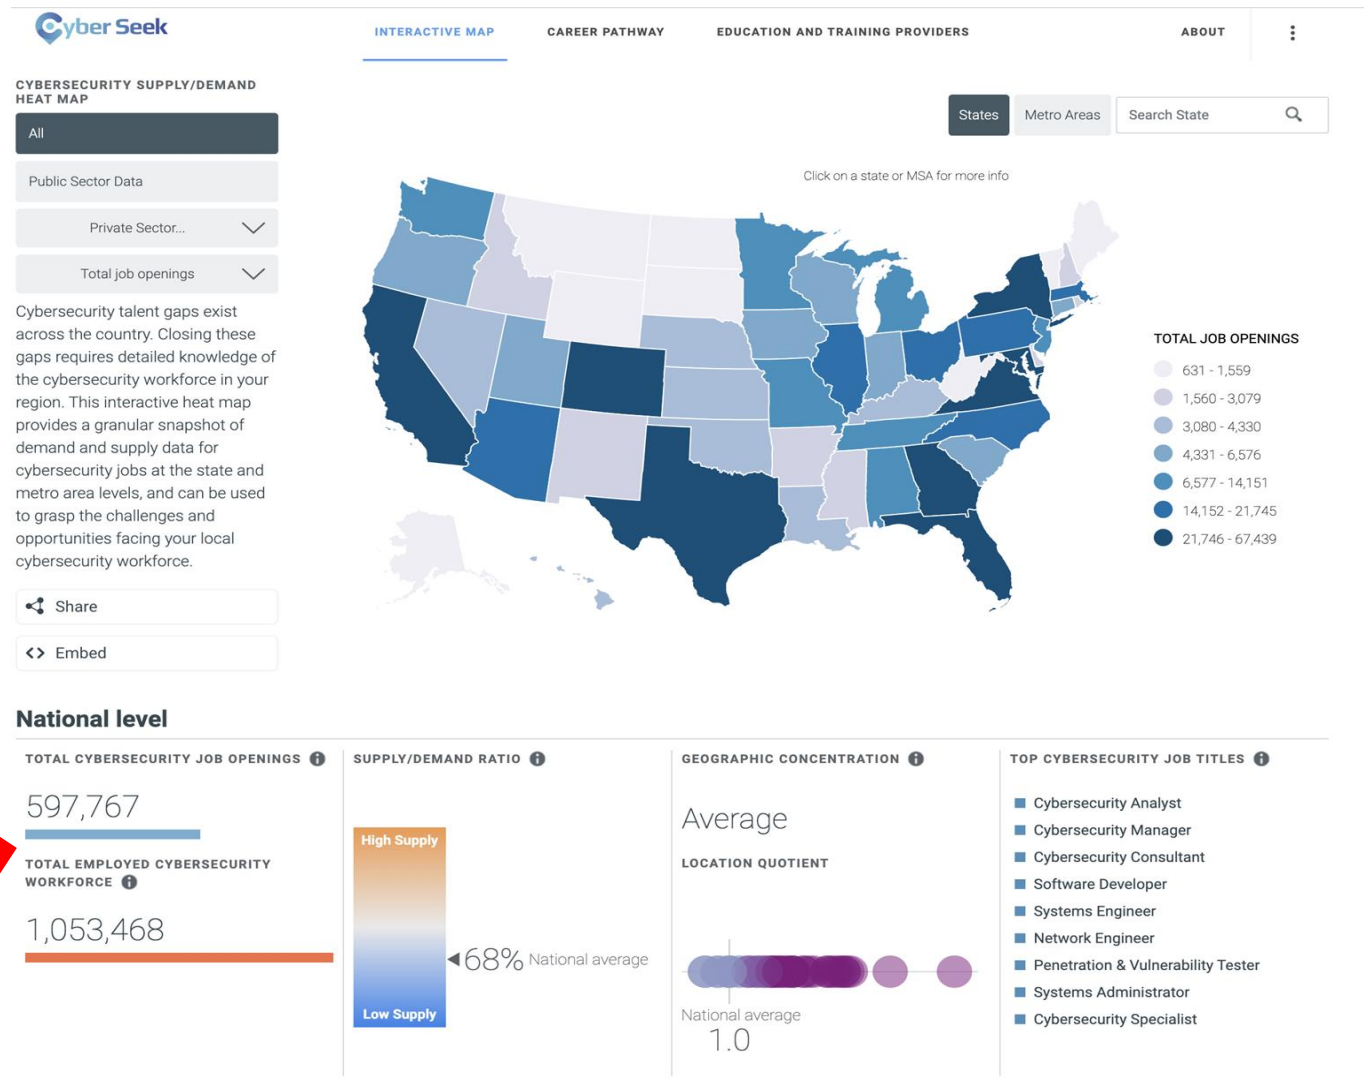 Cyber Seek
INTERACTIVE MAP
CAREER PATHWAY
EDUCATION AND TRAINING PROVIDERS
ABOUT
CYBERSECURITY SUPPLY/DEMAND
HEAT MAP
All
Public Sector Data
Private Sector...
Total job openings
Cybersecurity talent gaps exist
across the country. Closing these
gaps requires detailed knowledge of
the cybersecurity workforce in your
region. This interactive heat map
provides a granular snapshot of
demand and supply data for
cybersecurity jobs at the state and
metro area levels, and can be used
to grasp the challenges and
opportunities facing your local
cybersecurity workforce.
Share
<> Embed
States
Metro Areas
Search State
Click on a state or MSA for more info
TOTAL JOB OPENINGS
631 - 1,559
1,560 - 3,079
3,080 - 4,330
4,331 - 6,576
6,577 - 14,151
14,152 - 21,745
21,746 - 67,439
National level
TOTAL CYBERSECURITY JOB OPENINGS
597,767
TOTAL EMPLOYED CYBERSECURITY
WORKFORCE
1,053,468
SUPPLY/DEMAND RATIO
High Supply
68% National average
Low Supply
GEOGRAPHIC CONCENTRATION
Average
LOCATION QUOTIENT
National average
1.0
TOP CYBERSECURITY JOB TITLES
Cybersecurity Analyst
Cybersecurity Manager
Cybersecurity Consultant
Software Developer
Systems Engineer
Network Engineer
Penetration & Vulnerability Tester
Systems Administrator
Cybersecurity Specialist